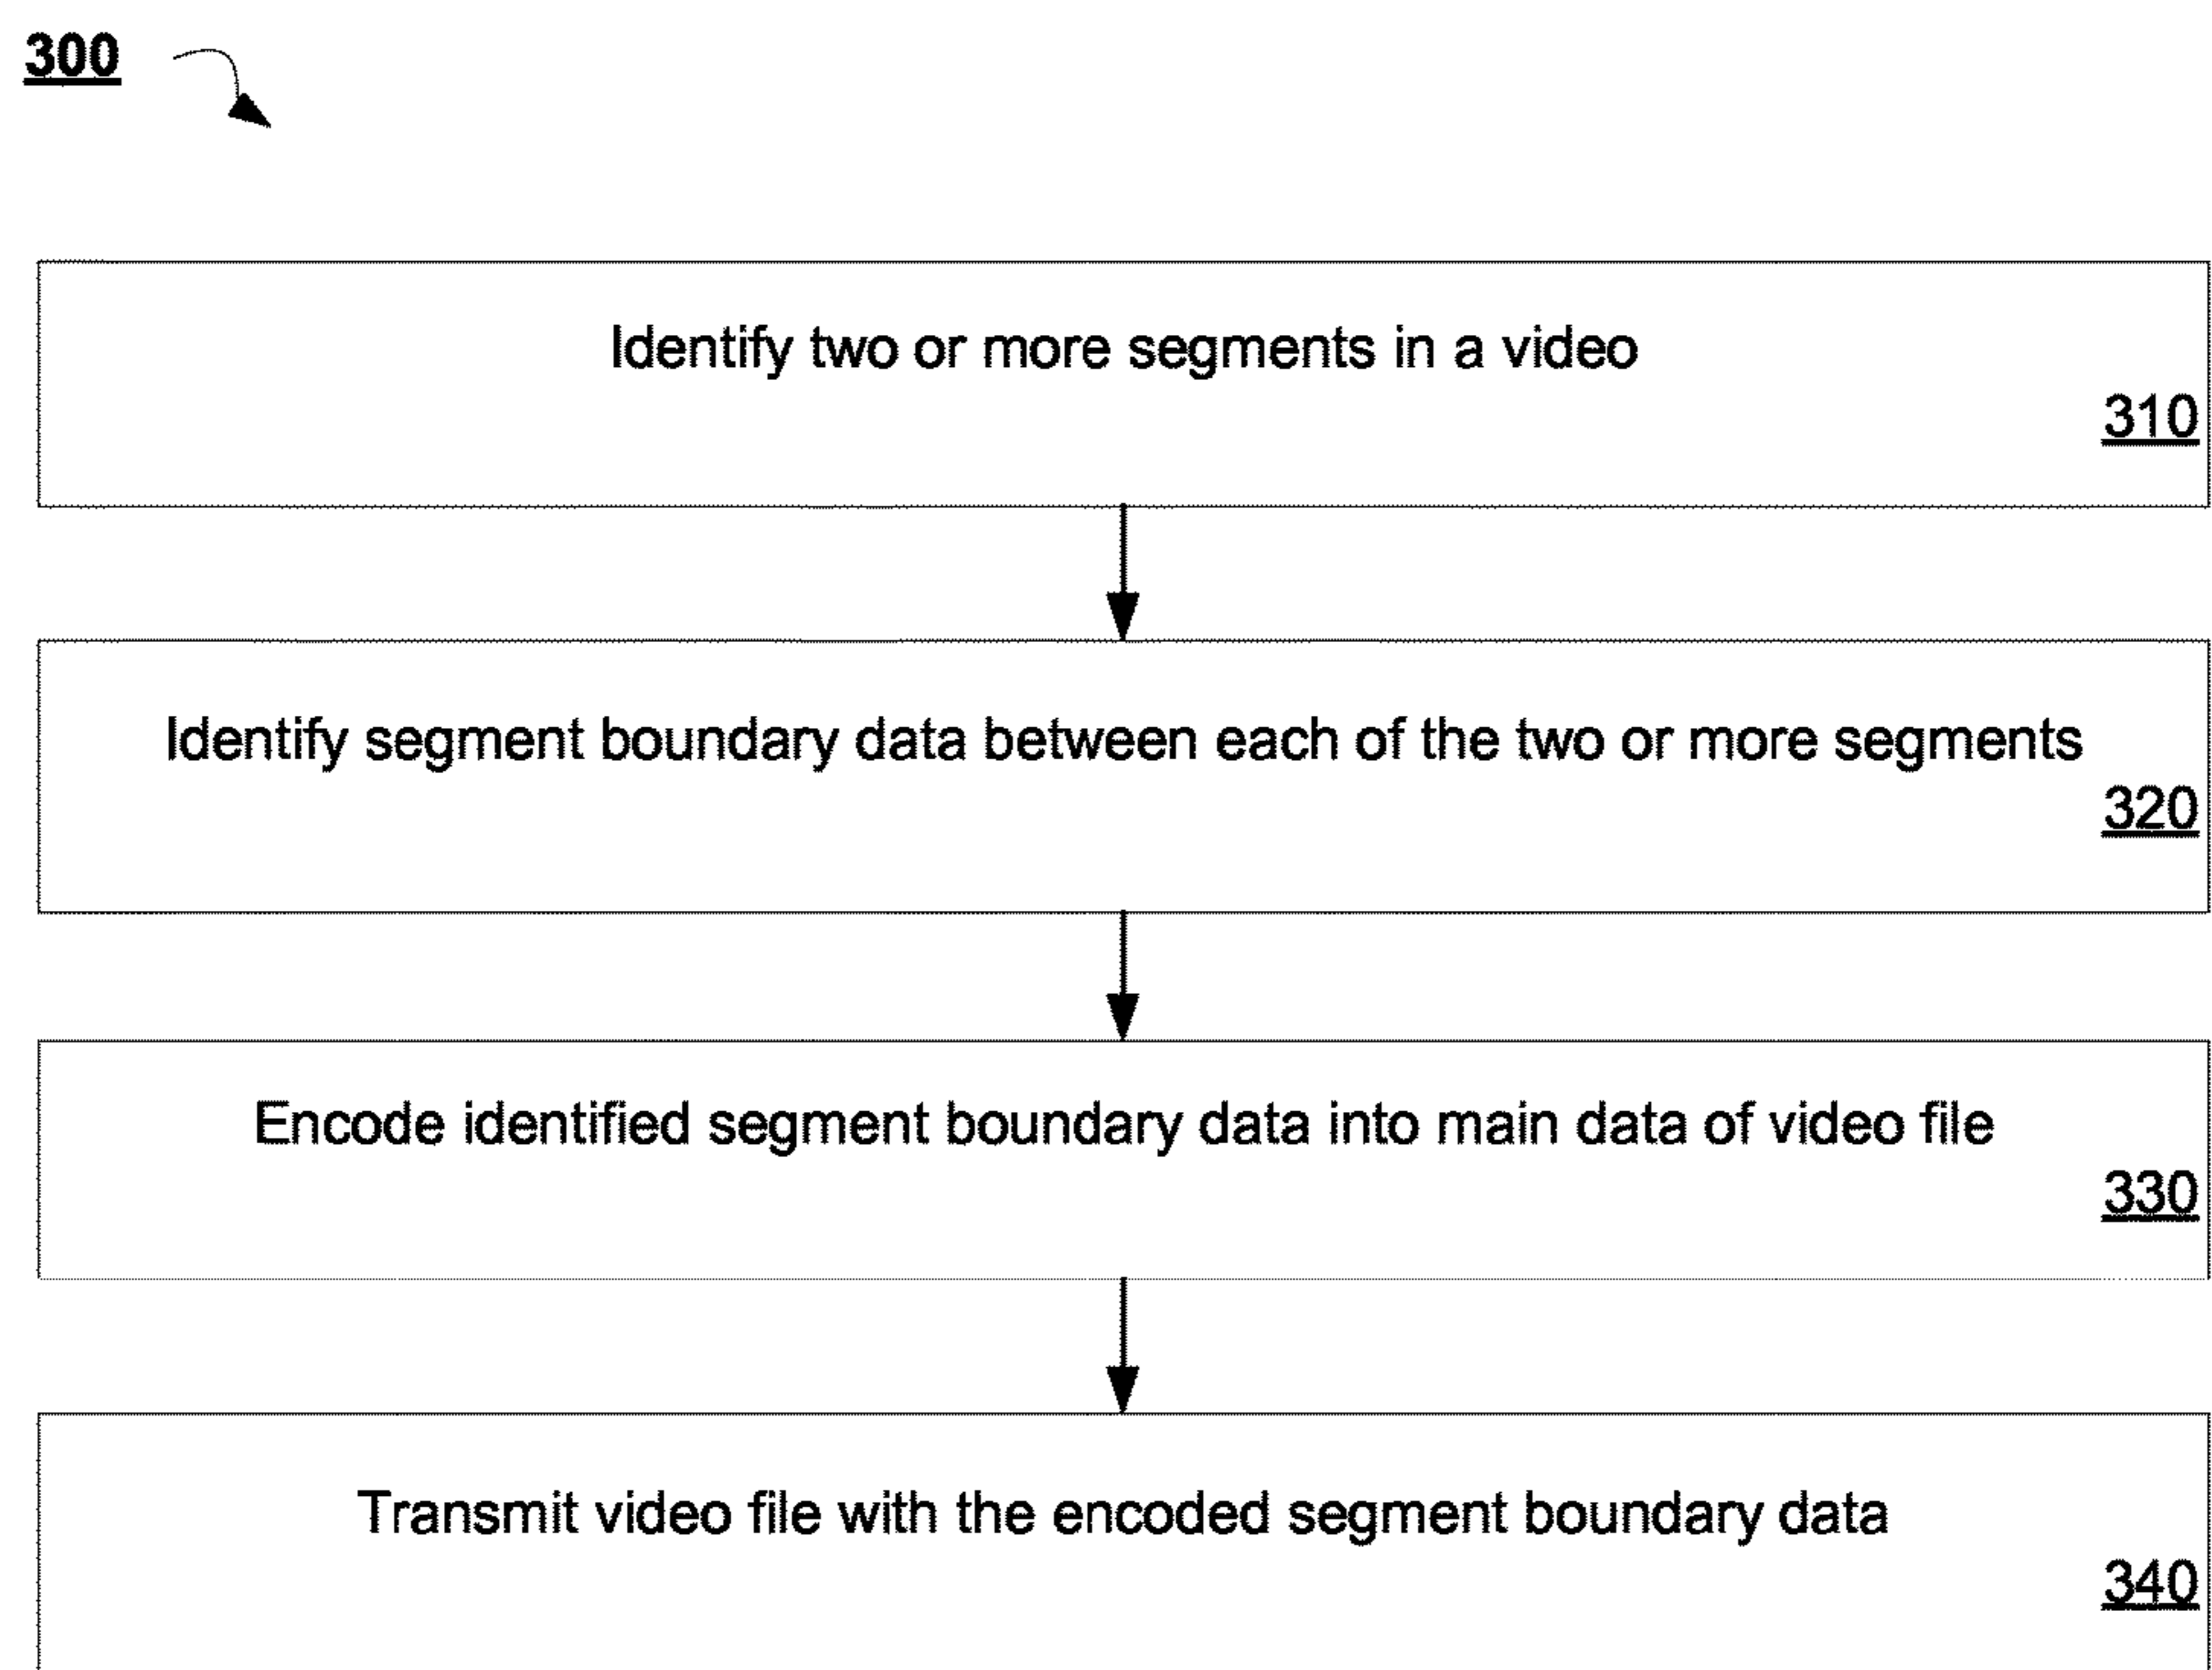 300
Identify two or more segments in a video
310
Identify segment boundary data between each of the two or more segments
320
Encode identified segment boundary data into main data of video file
330
Transmit video file with the encoded segment boundary data
340